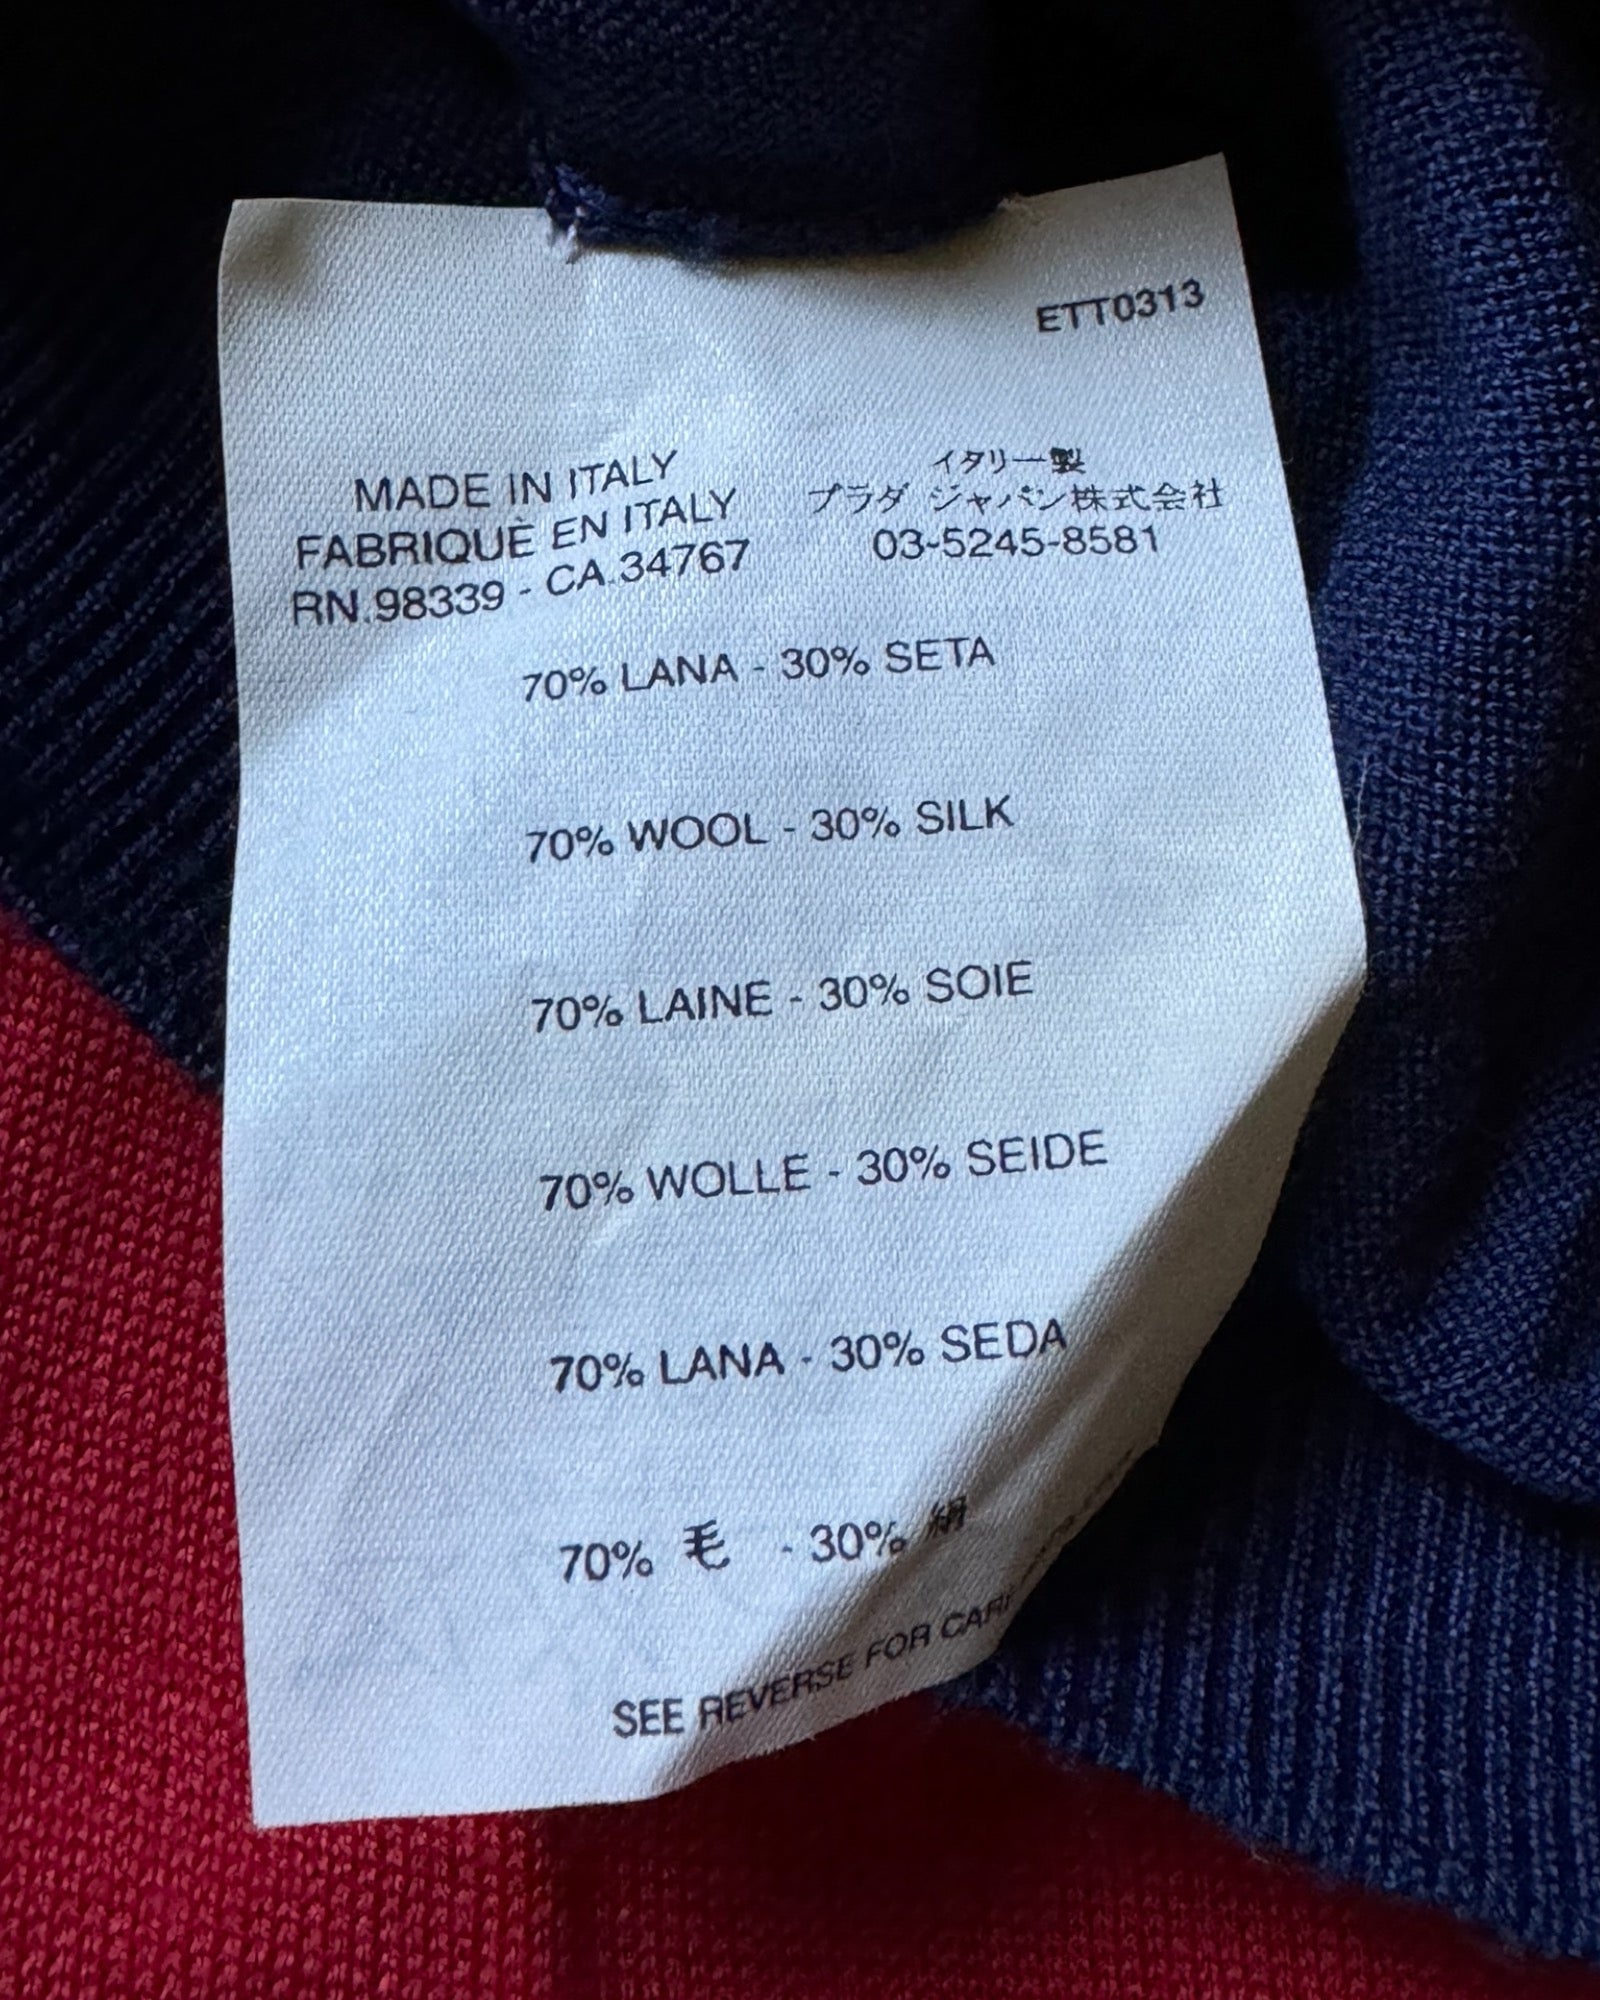 ETT0313
MADE IN ITALY
FABRIQUÈ EN ITALY
RN.98339 - CA.34767
イタリー製
プラダ ジャパン株式会社
03-5245-8581
70% LANA - 30% SETA
70% WOOL - 30% SILK
70% LAINE - 30% SOIE
70% WOLLE - 30% SEIDE
70% LANA - 30% SEDA
70% 毛 - 30% 絹
SEE REVERSE FOR CARE